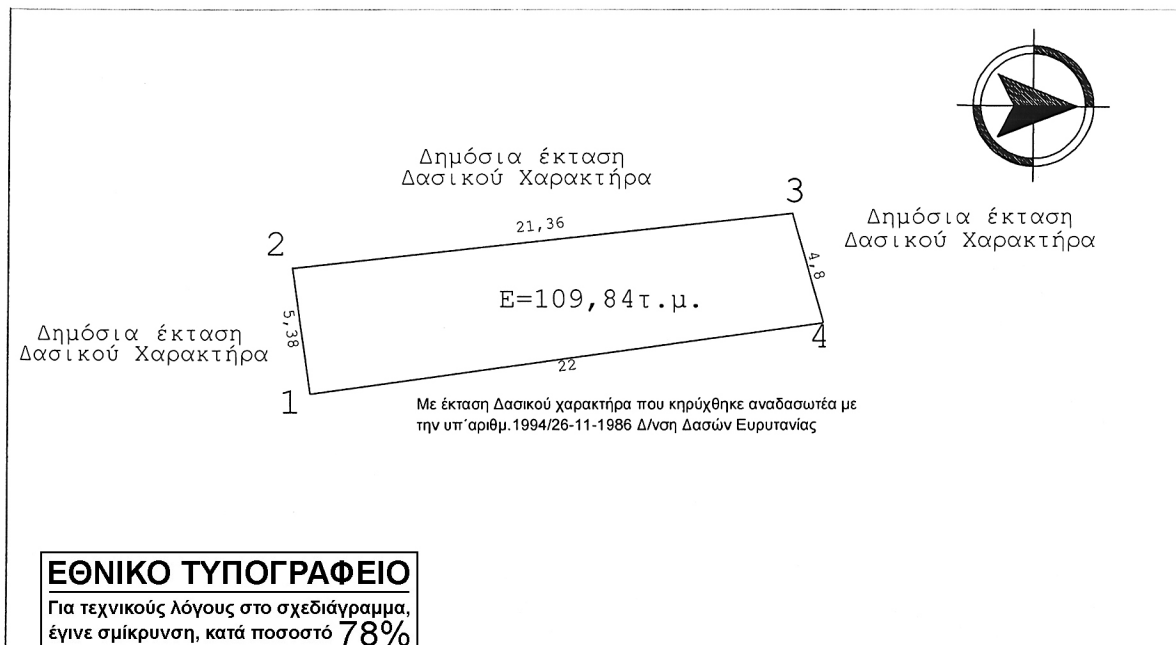 Δημόσια έκταση
Δασικού Χαρακτήρα
3
Δημόσια έκταση
Δασικού Χαρακτήρα
21,36
2
4,8
Ε=109,84τ.μ.
5,38
Δημόσια έκταση
Δασικού Χαρακτήρα
4
22
1
Με έκταση Δασικού χαρακτήρα που κηρύχθηκε αναδασωτέα με
την υπ΄αριθμ.1994/26-11-1986 Δ/νση Δασών Ευρυτανίας
ΕΘΝΙΚΟ ΤΥΠΟΓΡΑΦΕΙΟ
Για τεχνικούς λόγους στο σχεδιάγραμμα,
έγινε σμίκρυνση, κατά ποσοστό 78%